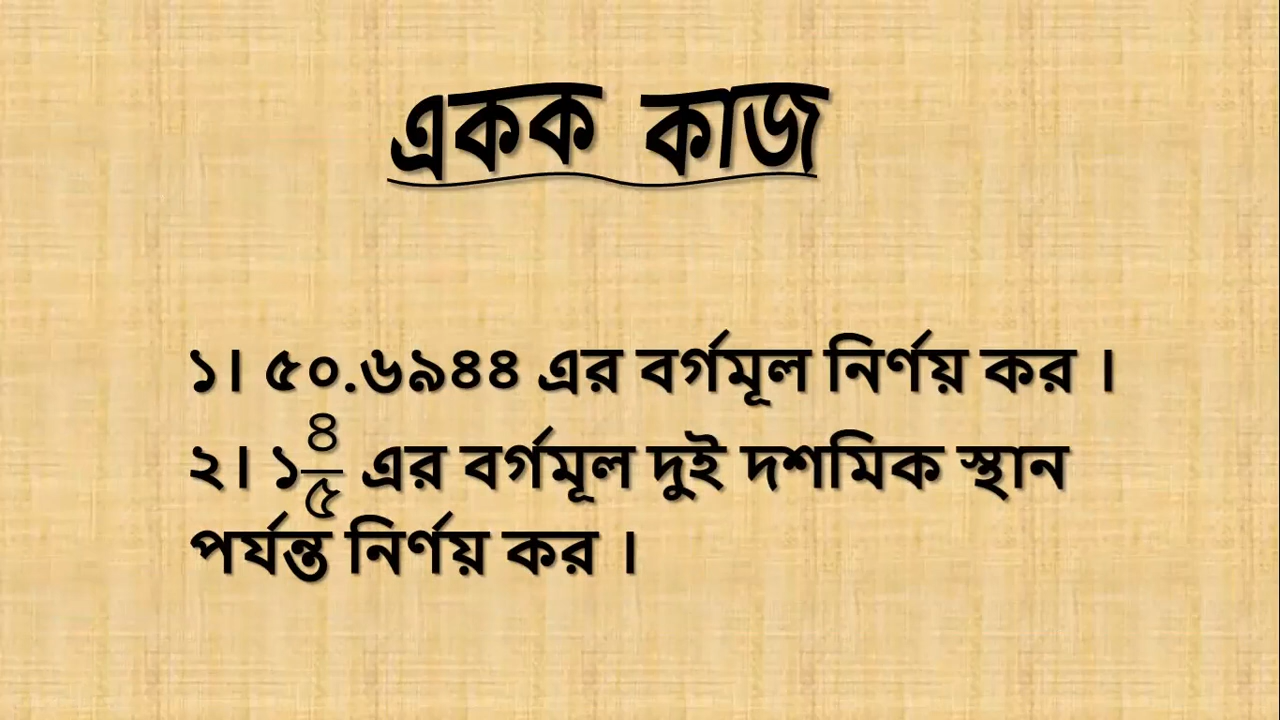 একক কাজ
১। ৫০.৬৯৪৪ এর বর্গমূল নির্ণয় কর ।
২। ১৪/৫ এর বর্গমূল দুই দশমিক স্থান
পর্যন্ত নির্ণয় কর ।